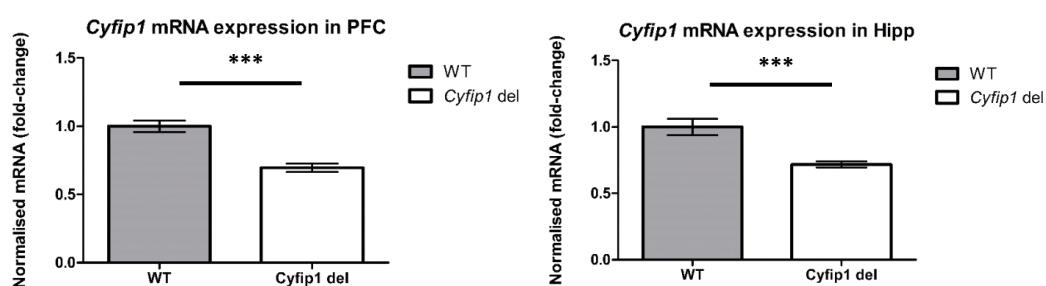 Cyfip1 mRNA expression in PFC
Normalised mRNA (fold-change)
1.5
1.0
0.5
0.0
***
WT
Cyfip1 del
WT
Cyfip1 del
Cyfip1 mRNA expression in Hipp
Normalised mRNA (fold-change)
1.5
1.0
0.5
0.0
***
WT
Cyfip1 del
WT
Cyfip1 del